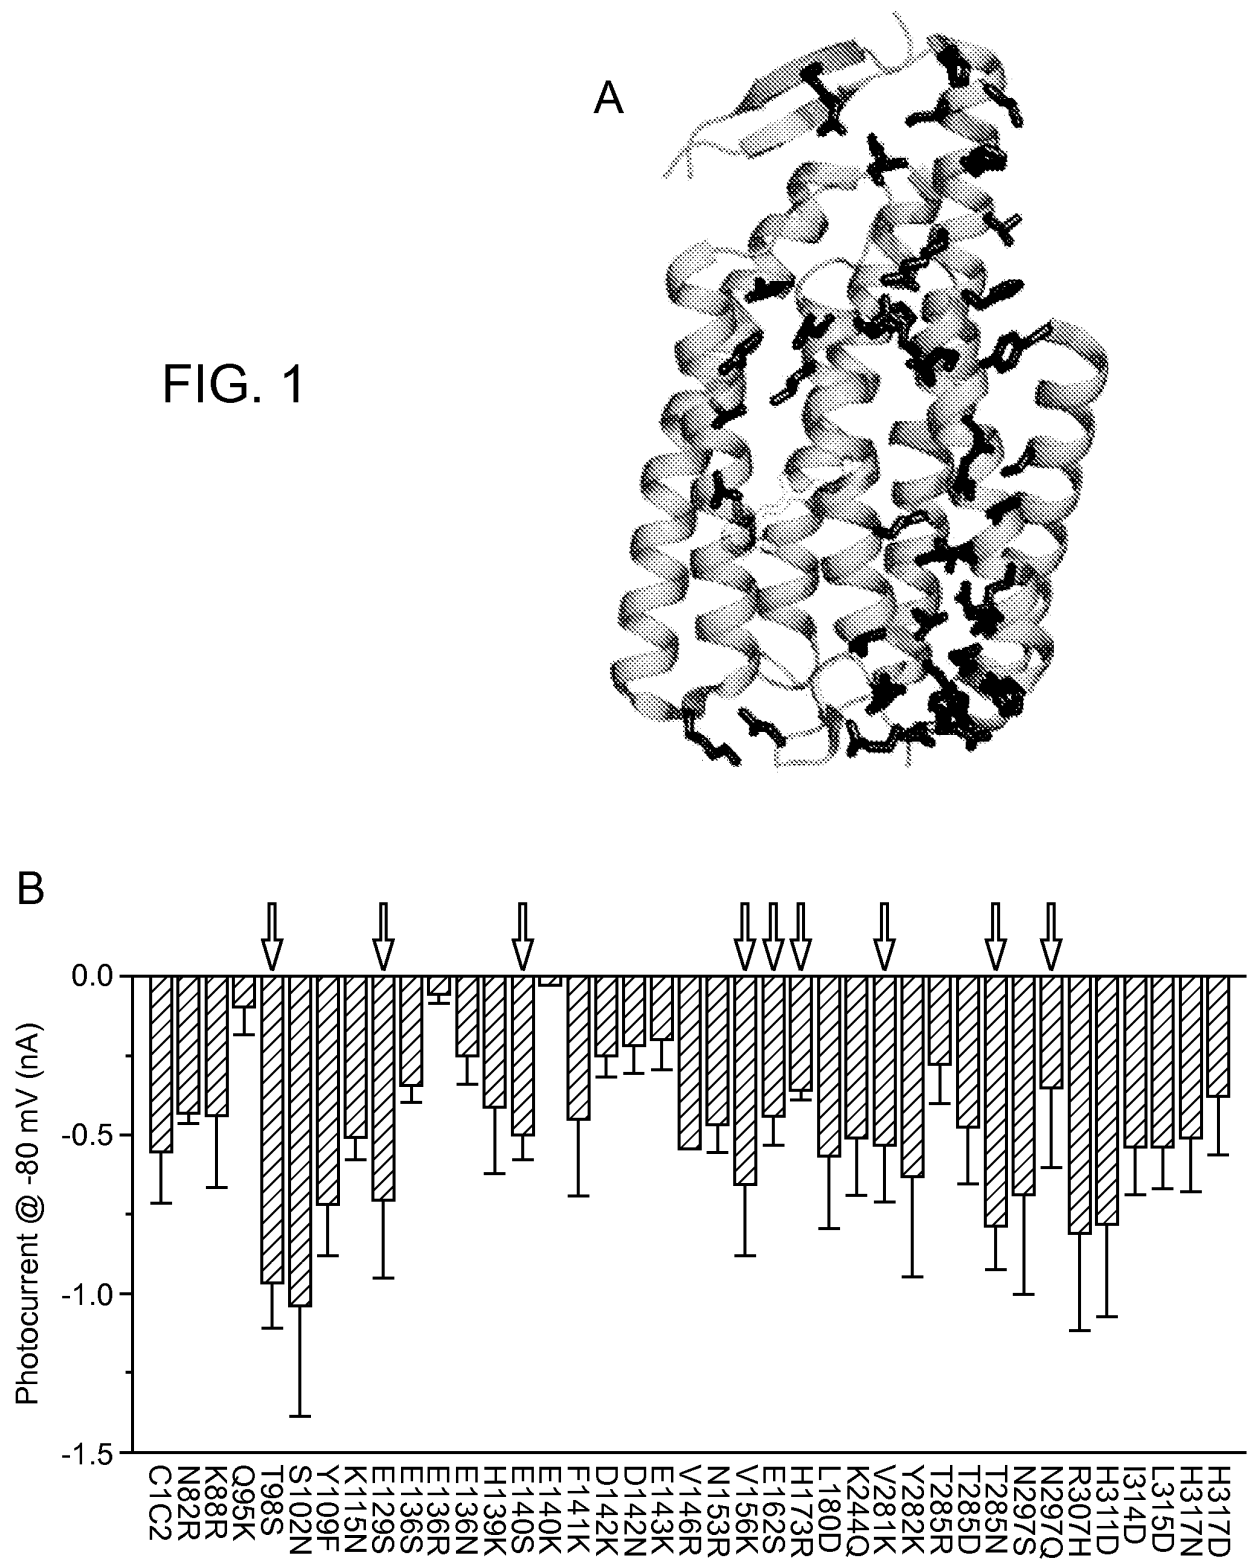 A
FIG. 1
B
Photocurrent @ -80 mV (nA)
0.0
-0.5
-1.0
-1.5
C1C2
N82R
K88R
Q95K
T98S
S102N
Y109F
K115N
E129S
E136S
E136R
E136N
H139K
E140S
E140K
F141K
D142K
D142N
E143K
V146R
N153R
V156K
E162S
H173R
L180D
K244Q
V281K
Y282K
T285R
T285D
T285N
N297S
N297Q
R307H
H311D
I314D
L315D
H317N
H317D